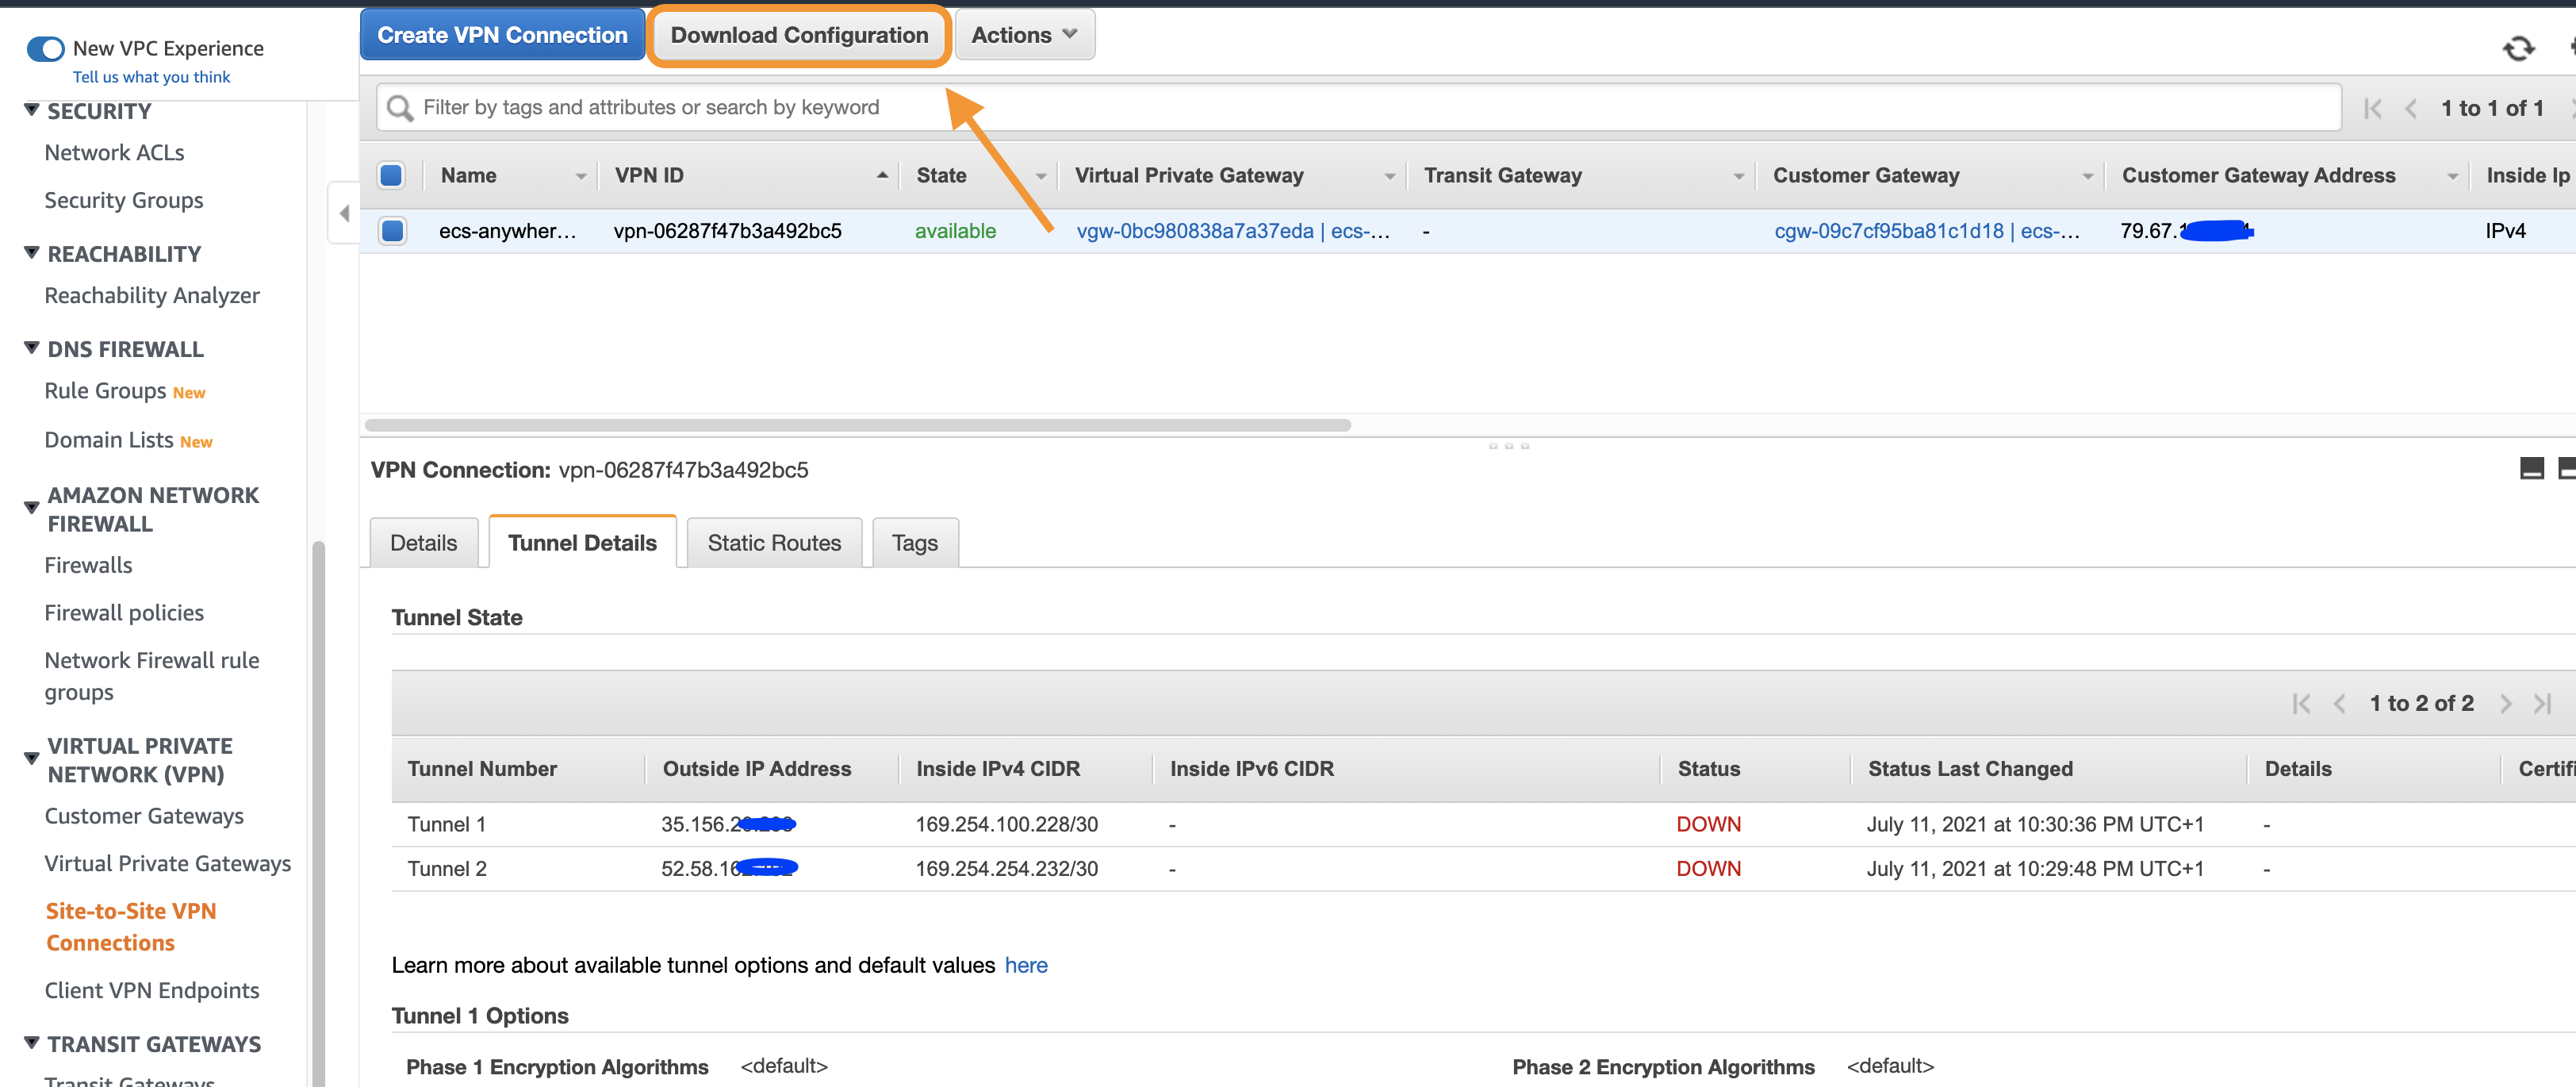 New VPC Experience
Tell us what you think
SECURITY
Network ACLs
Security Groups
REACHABILITY
Reachability Analyzer
DNS FIREWALL
Rule Groups New
Domain Lists New
AMAZON NETWORK
FIREWALL
Firewalls
Firewall policies
Network Firewall rule
groups
VIRTUAL PRIVATE
NETWORK (VPN)
Customer Gateways
Virtual Private Gateways
Site-to-Site VPN
Connections
Client VPN Endpoints
TRANSIT GATEWAYS
Transit Gateways
Create VPN Connection Download Configuration Actions
Filter by tags and attributes or search by keyword 1 to 1 of 1
Name VPN ID State Virtual Private Gateway Transit Gateway Customer Gateway Customer Gateway Address Inside Ip
ecs-anywher... vpn-06287f47b3a492bc5 available vgw-0bc980838a7a37eda | ecs-... - cgw-09c7cf95ba81c1d18 | ecs-... 79.67. IPv4
VPN Connection: vpn-06287f47b3a492bc5
Details Tunnel Details Static Routes Tags
Tunnel State
1 to 2 of 2
Tunnel Number Outside IP Address Inside IPv4 CIDR Inside IPv6 CIDR Status Status Last Changed Details Certifi
Tunnel 1 35.156.2 169.254.100.228/30 - DOWN July 11, 2021 at 10:30:36 PM UTC+1 -
Tunnel 2 52.58.16 169.254.254.232/30 - DOWN July 11, 2021 at 10:29:48 PM UTC+1 -
Learn more about available tunnel options and default values here
Tunnel 1 Options
Phase 1 Encryption Algorithms <default> Phase 2 Encryption Algorithms <default>